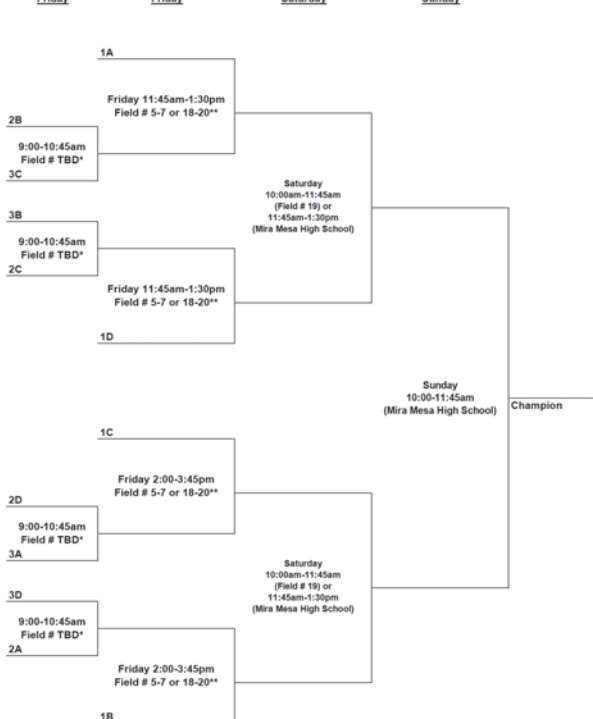 Friday Friday Saturday Sunday
1A
Friday 11:45am-1:30pm
Field # 5-7 or 18-20**
2B
9:00-10:45am
Field # TBD*
3C
Saturday
10:00am-11:45am
(Field # 19) or
11:45am-1:30pm
(Mira Mesa High School)
3B
9:00-10:45am
Field # TBD*
2C
Friday 11:45am-1:30pm
Field # 5-7 or 18-20**
1D
Sunday
10:00-11:45am
(Mira Mesa High School)
Champion
1C
Friday 2:00-3:45pm
Field # 5-7 or 18-20**
2D
9:00-10:45am
Field # TBD*
3A
Saturday
10:00am-11:45am
(Field # 19) or
11:45am-1:30pm
(Mira Mesa High School)
3D
9:00-10:45am
Field # TBD*
2A
Friday 2:00-3:45pm
Field # 5-7 or 18-20**
1B